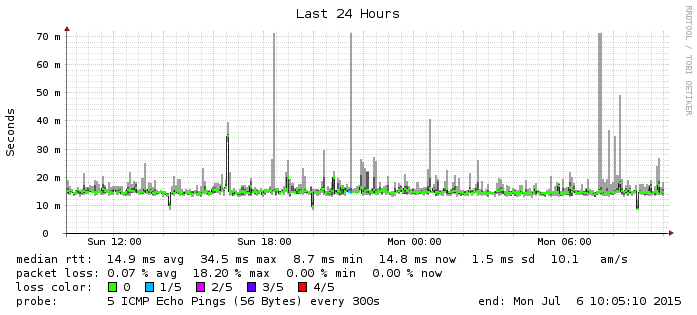 Last 24 Hours
RRDTOOL / TOBI OETIKER
Seconds
70 m
60 m
50 m
40 m
30 m
20 m
10 m
0
Sun 12:00 Sun 18:00 Mon 00:00 Mon 06:00
median rtt: 14.9 ms avg 34.5 ms max 8.7 ms min 14.8 ms now 1.5 ms sd 10.1 am/s
packet loss: 0.07 % avg 18.20 % max 0.00 % min 0.00 % now
loss color: 0 1/5 2/5 3/5 4/5
probe: 5 ICMP Echo Pings (56 Bytes) every 300s end: Mon Jul 6 10:05:10 2015